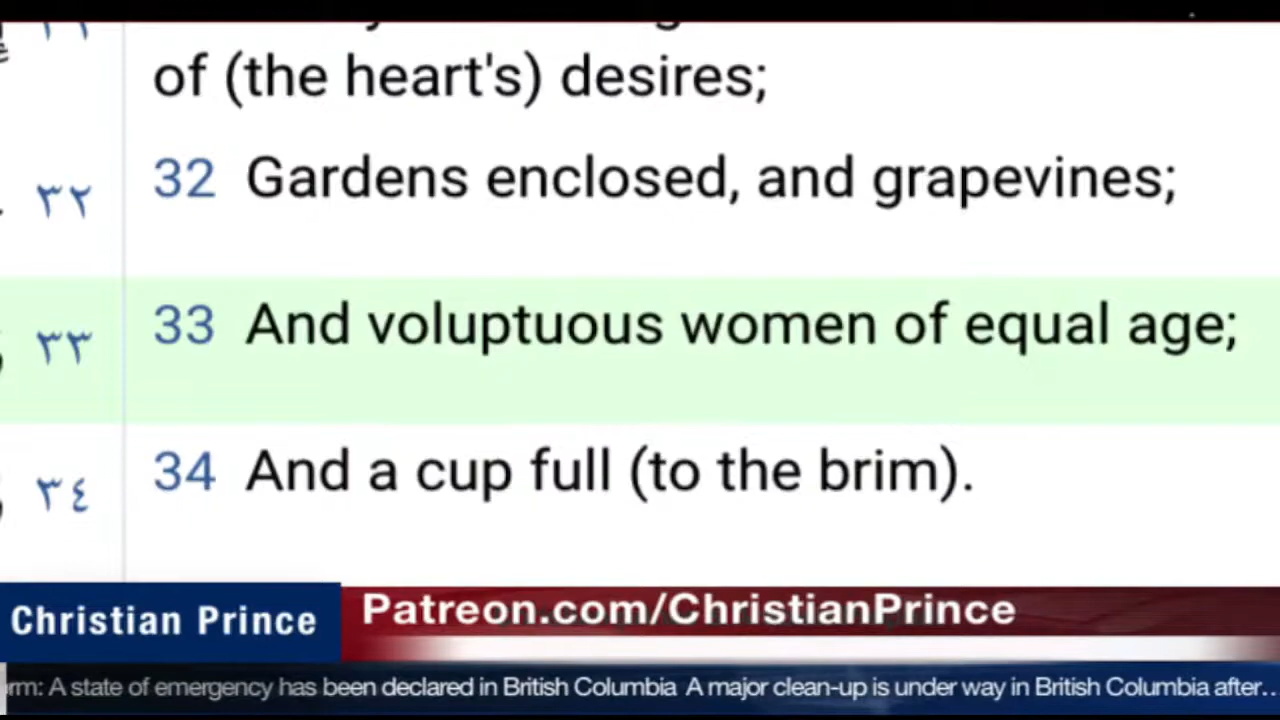 of (the heart's) desires;
٣٢ 32 Gardens enclosed, and grapevines;
٣٣ 33 And voluptuous women of equal age;
٣٤ 34 And a cup full (to the brim).
Christian Prince Patreon.com/ChristianPrince
rm: A state of emergency has been declared in British Columbia A major clean-up is under way in British Columbia after...